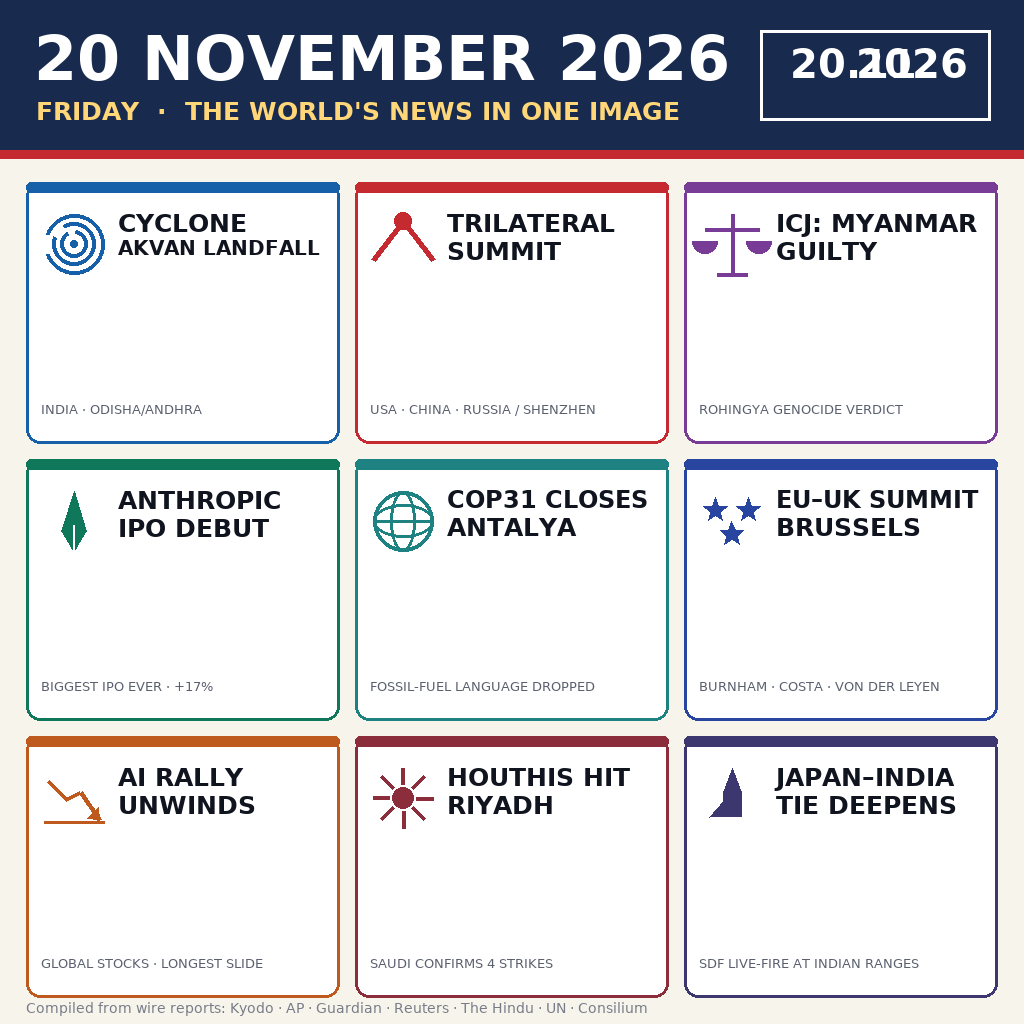 20 NOVEMBER 2026
FRIDAY · THE WORLD'S NEWS IN ONE IMAGE
CYCLONE
AKVAN LANDFALL
INDIA · ODISHA/ANDHRA
TRILATERAL
SUMMIT
USA · CHINA · RUSSIA / SHENZHEN
ICJ: MYANMAR
GUILTY
ROHINGYA GENOCIDE VERDICT
ANTHROPIC
IPO DEBUT
BIGGEST IPO EVER · +17%
COP31 CLOSES
ANTALYA
FOSSIL-FUEL LANGUAGE DROPPED
EU–UK SUMMIT
BRUSSELS
BURNHAM · COSTA · VON DER LEYEN
AI RALLY
UNWINDS
GLOBAL STOCKS · LONGEST SLIDE
HOUTHIS HIT
RIYADH
SAUDI CONFIRMS 4 STRIKES
JAPAN–INDIA
TIE DEEPENS
SDF LIVE-FIRE AT INDIAN RANGES
Compiled from wire reports: Kyodo · AP · Guardian · Reuters · The Hindu · UN · Consilium